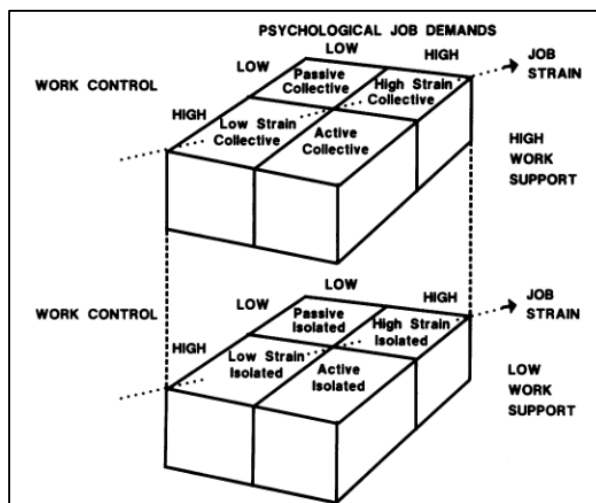 PSYCHOLOGICAL JOB DEMANDS
LOW
HIGH
JOB
STRAIN
WORK CONTROL
LOW
Passive
Collective
High Strain
Collective
HIGH
Low Strain
Collective
Active
Collective
HIGH
WORK
SUPPORT
LOW
HIGH
JOB
STRAIN
WORK CONTROL
LOW
Passive
Isolated
High Strain
Isolated
HIGH
Low Strain
Isolated
Active
Isolated
LOW
WORK
SUPPORT